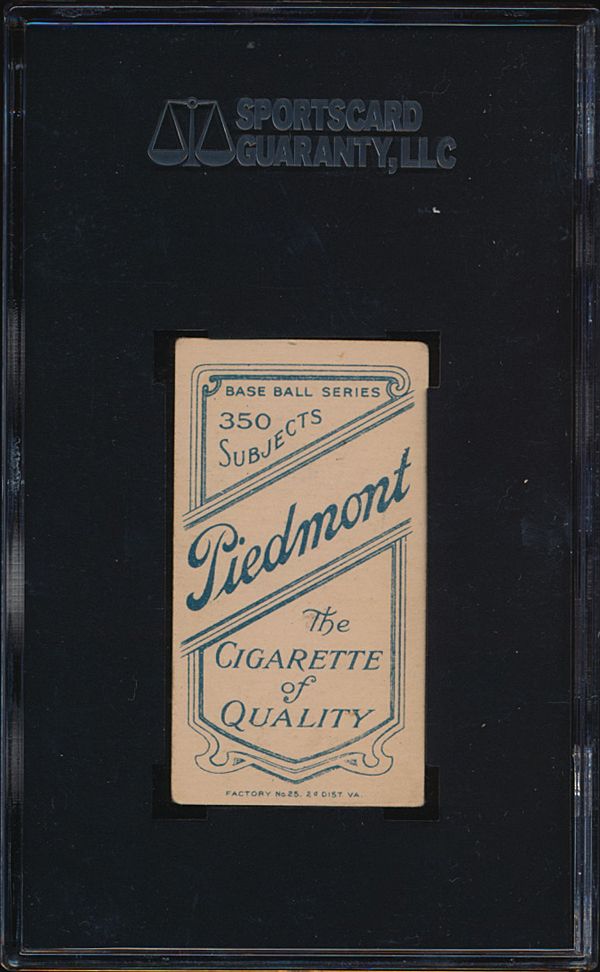 SPORTSCARD
GUARANTY, LLC
BASE BALL SERIES
350
SUBJECTS
Piedmont
The
CIGARETTE
of
QUALITY
FACTORY No 25. 2d DIST. VA.